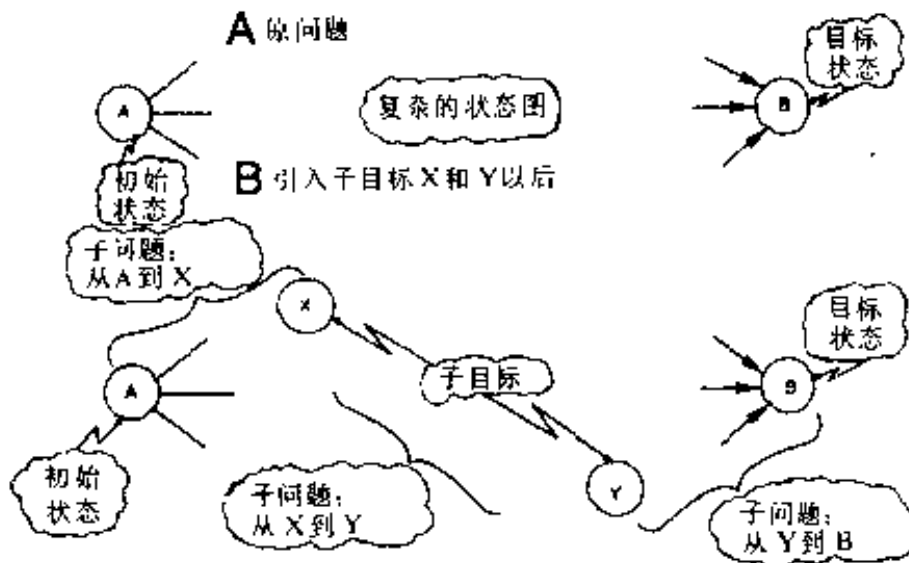 A 原问题
目标
状态
A
复杂的状态图
B
初始
状态
B 引入子目标 X 和 Y 以后
子问题:
从 A 到 X
X
目标
状态
A
子目标
B
初始
状态
子问题:
从 X 到 Y
Y
子问题:
从 Y 到 B